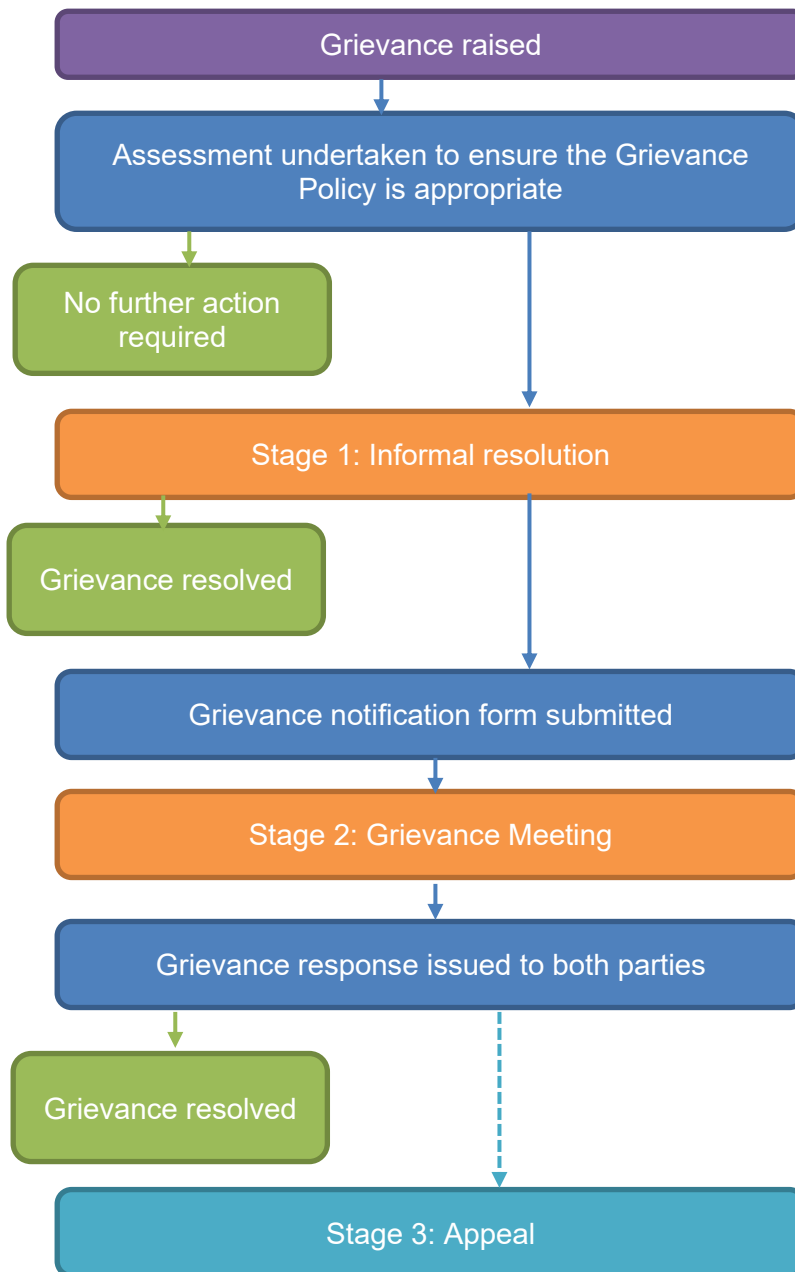 Grievance raised
Assessment undertaken to ensure the Grievance
Policy is appropriate
No further action
required
Stage 1: Informal resolution
Grievance resolved
Grievance notification form submitted
Stage 2: Grievance Meeting
Grievance response issued to both parties
Grievance resolved
Stage 3: Appeal